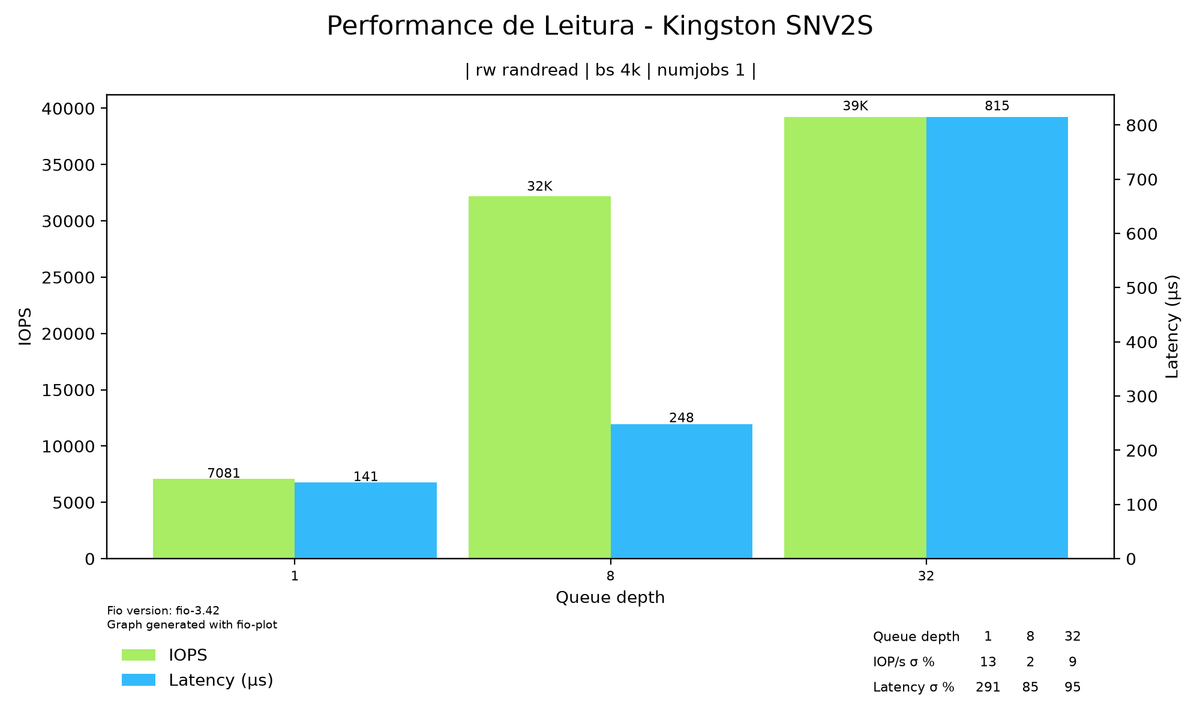 Performance de Leitura - Kingston SNV2S
| rw randread | bs 4k | numjobs 1 |
40000
35000
30000
25000
20000
15000
10000
5000
0
IOPS
7081
141
32K
248
39K
815
800
700
600
500
400
300
200
100
0
Latency (µs)
1 8 32
Queue depth
Fio version: fio-3.42
Graph generated with fio-plot
IOPS
Latency (µs)
Queue depth 1 8 32
IOP/s σ % 13 2 9
Latency σ % 291 85 95